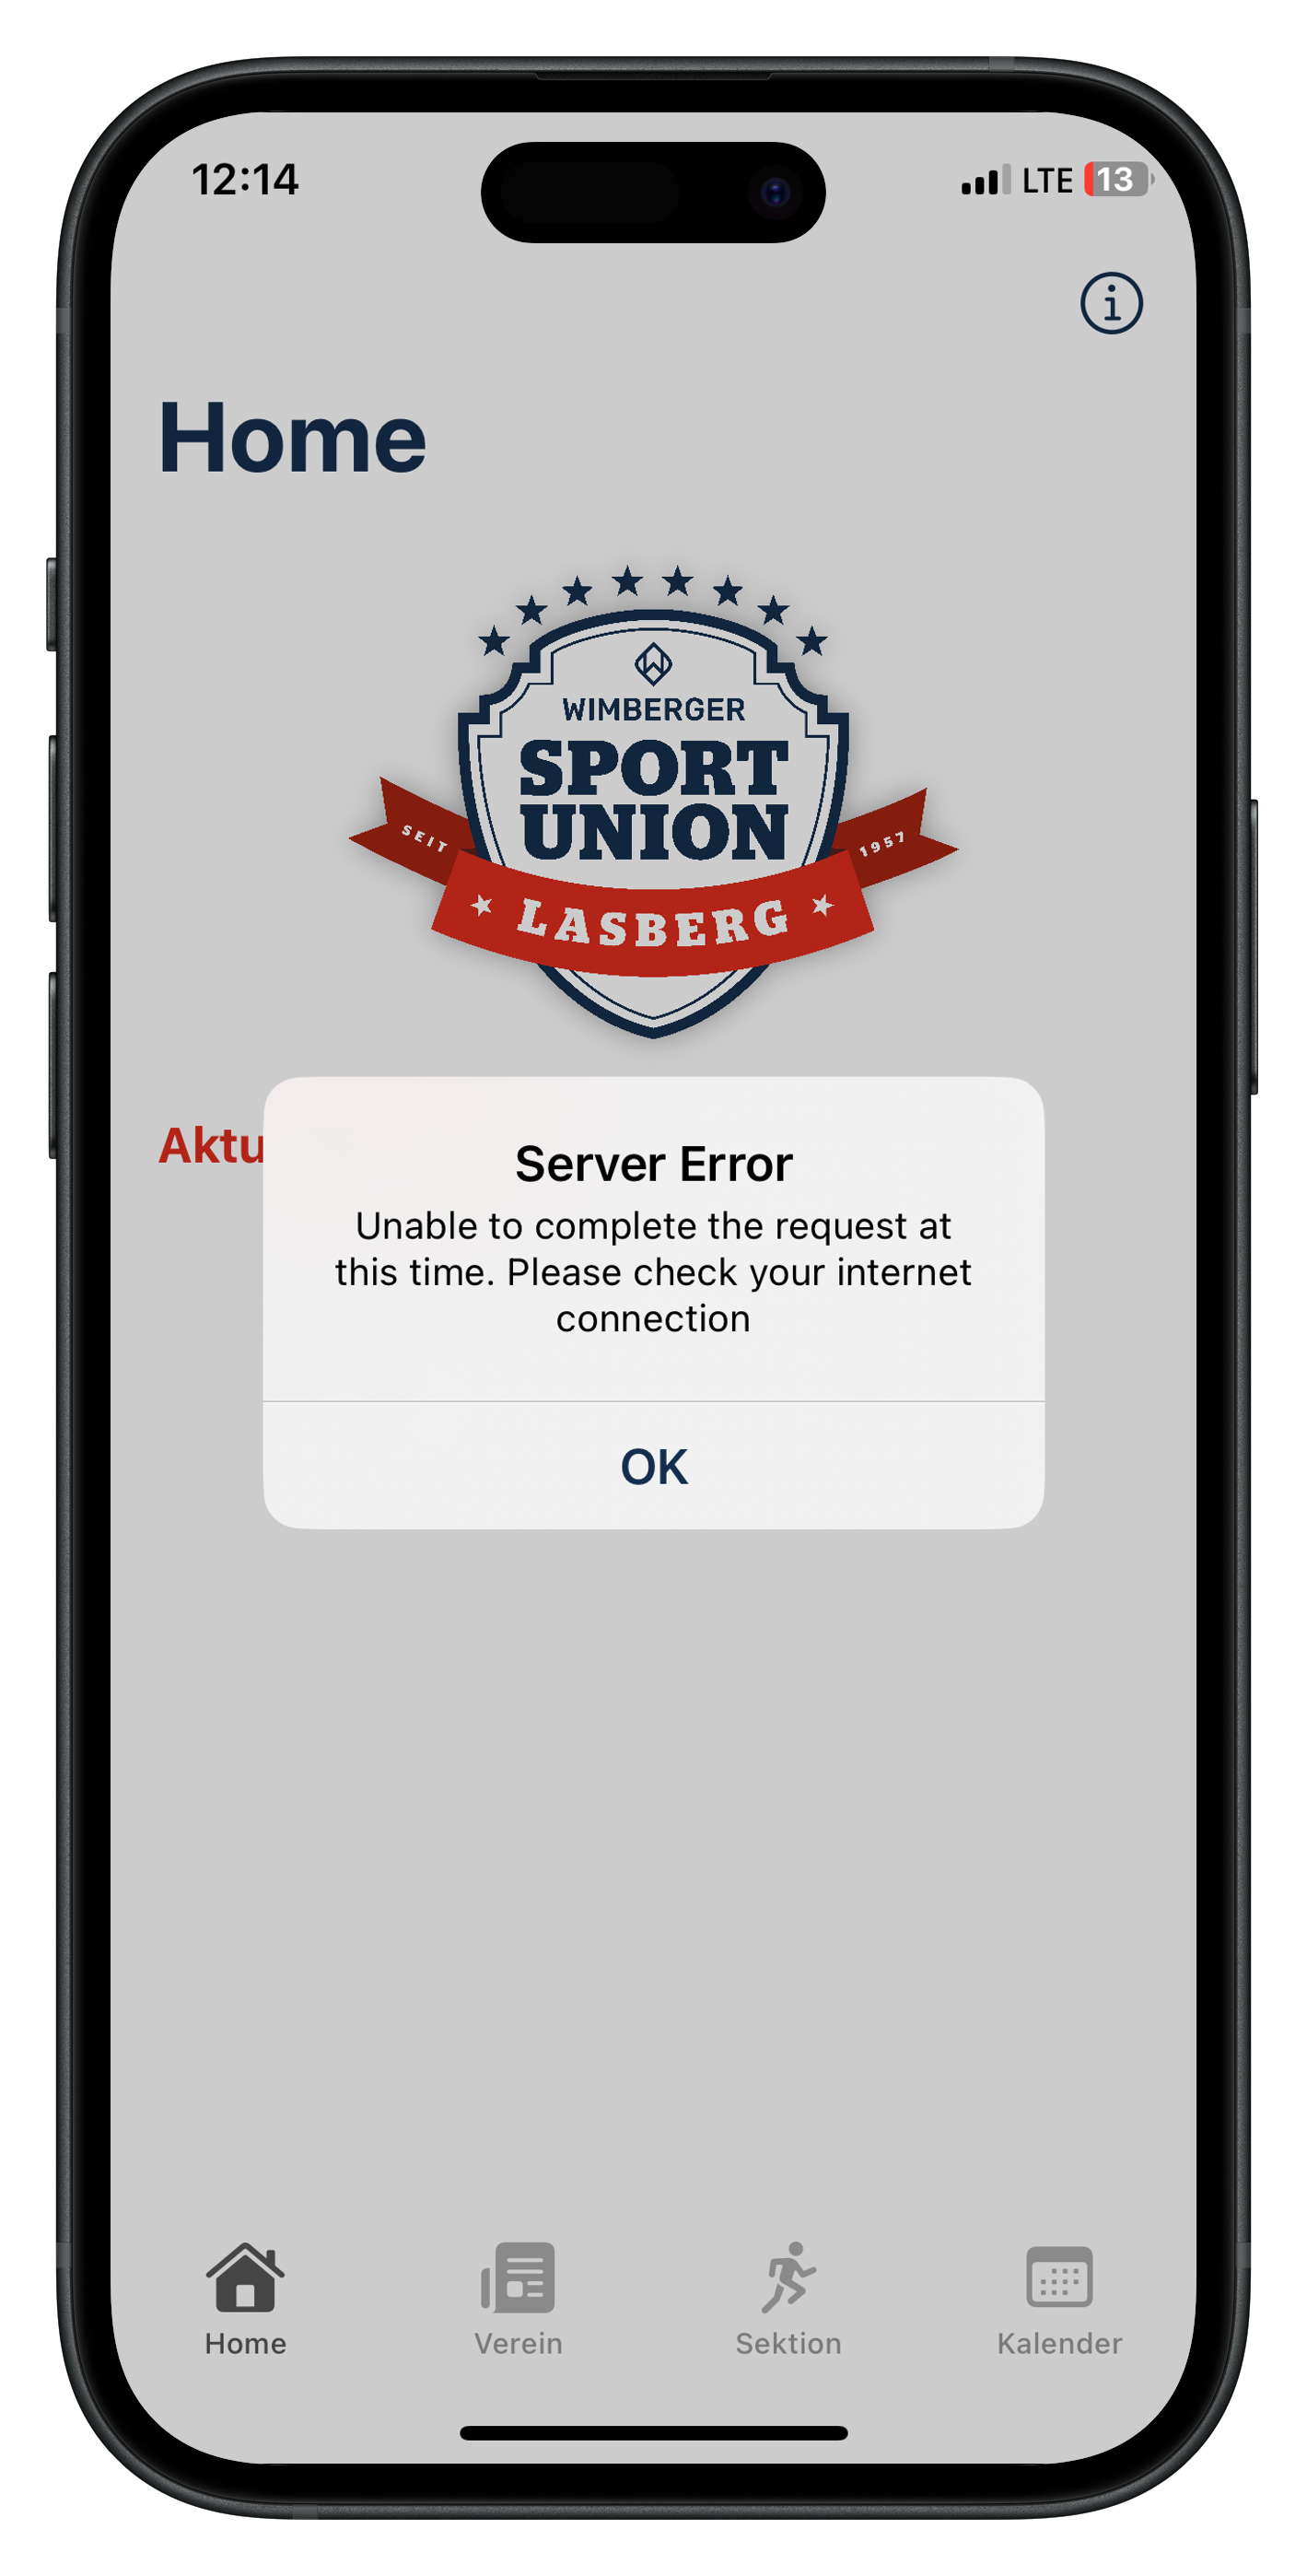 12:14
LTE 13
Home
WIMBERGER
SPORT
UNION
SEIT
1957
LASBERG
Aktu
Server Error
Unable to complete the request at
this time. Please check your internet
connection
OK
Home Verein Sektion Kalender